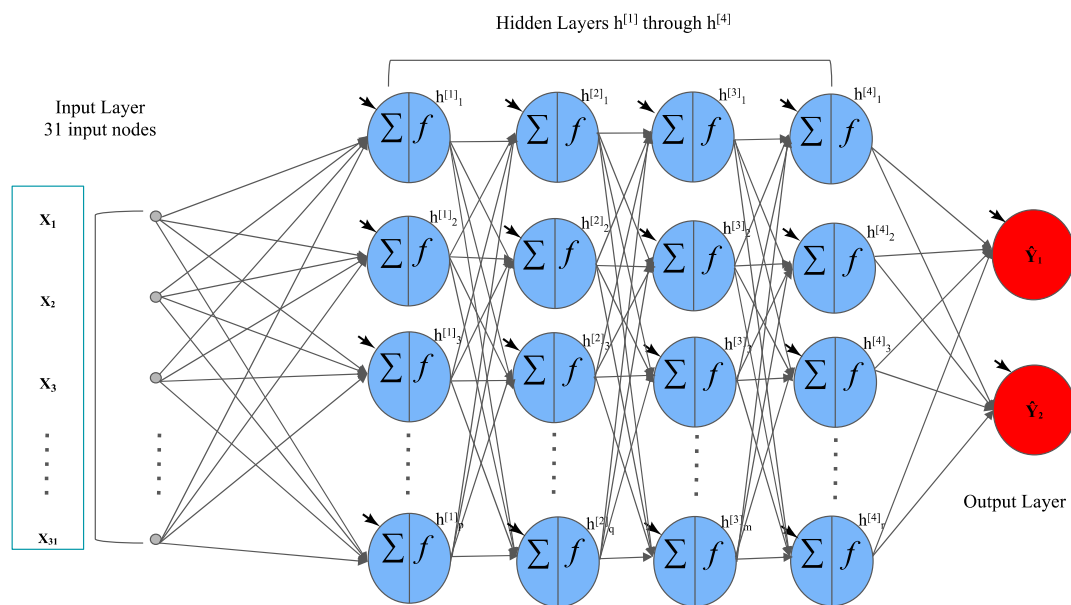 Hidden Layers h[1] through h[4]
Input Layer
31 input nodes
h[1]1 h[2]1 h[3]1 h[4]1
∑ f ∑ f ∑ f ∑ f
X1
h[1]2 h[2]2 h[3]2 h[4]2
∑ f ∑ f ∑ f ∑ f
Ŷ1
X2
h[1]3 h[2]3 h[3] h[4]3
∑ f ∑ f ∑ f ∑ f
X3
Ŷ2
Output Layer
h[1]p h[2]q h[3]m h[4]r
X31
∑ f ∑ f ∑ f ∑ f